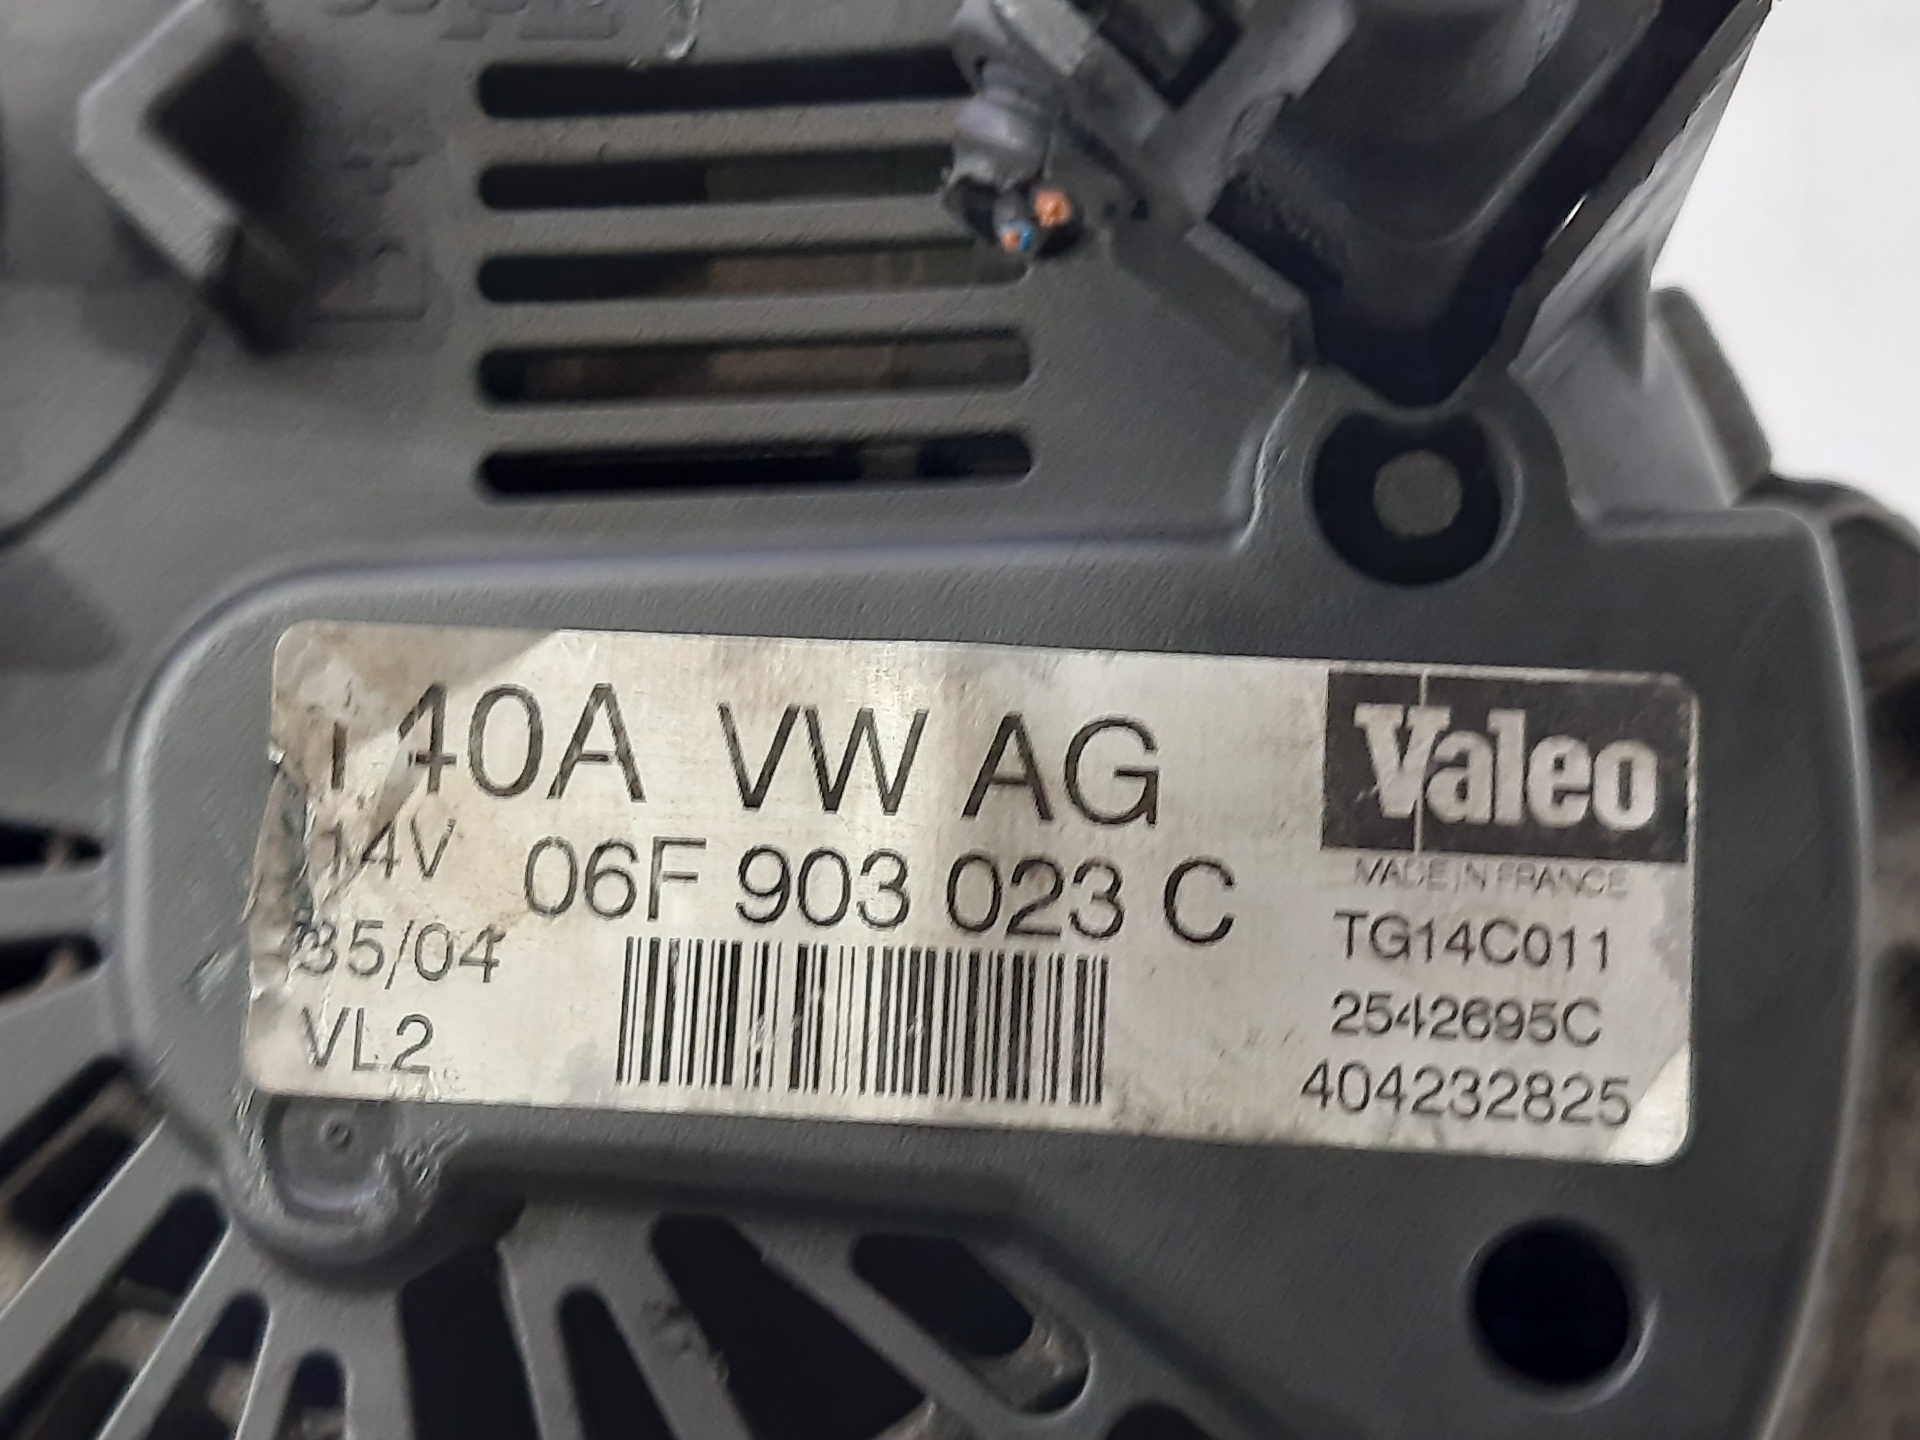 B+
140A VW AG
Valeo
14V 06F 903 023 C
MADE IN FRANCE
35/04
TG14C011
VL2
2542695C
404232825